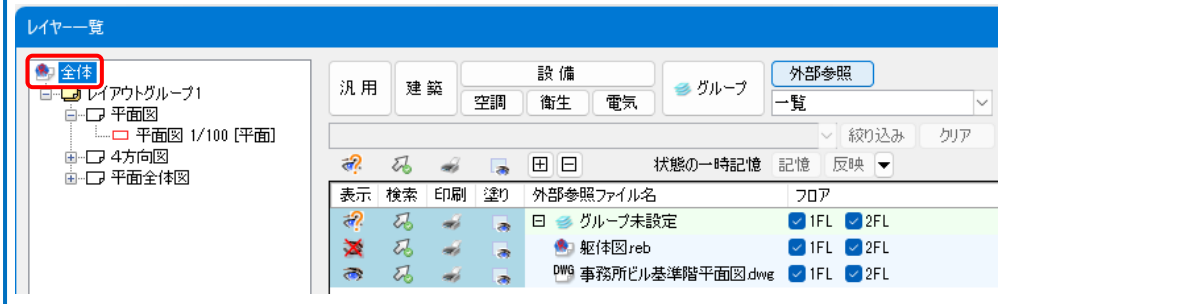 レイヤー一覧
全体
レイアウトグループ1
平面図
平面図 1/100 [平面]
4方向図
平面全体図
汎用 建築 設備 グループ 外部参照
空調 衛生 電気 一覧
絞り込み クリア
状態の一時記憶 記憶 反映
表示 検索 印刷 塗り 外部参照ファイル名 フロア
グループ未設定 1FL 2FL
躯体図.reb 1FL 2FL
DWG 事務所ビル基準階平面図.dwg 1FL 2FL